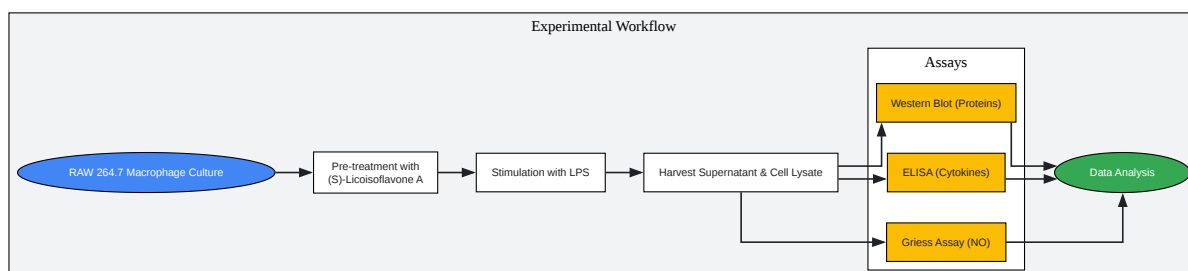 Experimental Workflow
Assays
Western Blot (Proteins)
RAW 264.7 Macrophage Culture
Pre-treatment with
(S)-Licoisoflavone A
Stimulation with LPS
Harvest Supernatant & Cell Lysate
ELISA (Cytokines)
Data Analysis
Griess Assay (NO)